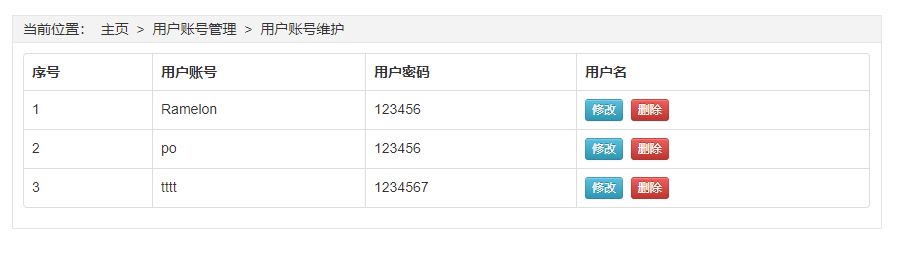 当前位置： 主页 > 用户账号管理 > 用户账号维护
序号 用户账号 用户密码 用户名
1 Ramelon 123456 修改 删除
2 po 123456 修改 删除
3 tttt 1234567 修改 删除